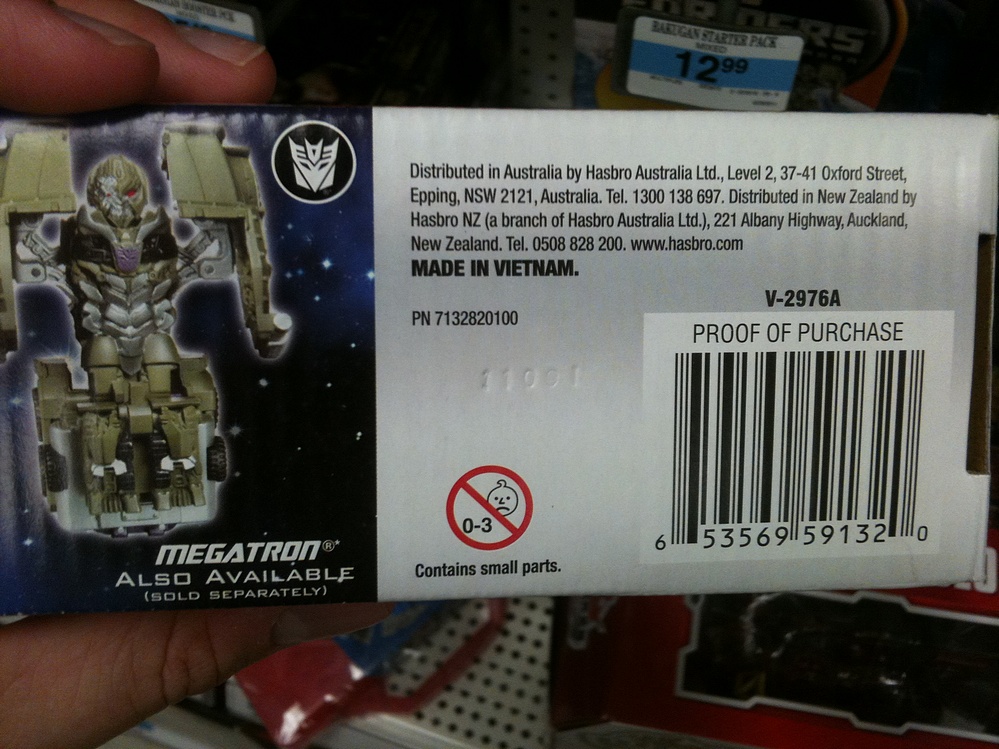 BAKUGAN STARTER PACK
MIXED
12.99
Distributed in Australia by Hasbro Australia Ltd., Level 2, 37-41 Oxford Street,
Epping, NSW 2121, Australia. Tel. 1300 138 697. Distributed in New Zealand by
Hasbro NZ (a branch of Hasbro Australia Ltd.), 221 Albany Highway, Auckland,
New Zealand. Tel. 0508 828 200. www.hasbro.com
MADE IN VIETNAM.
V-2976A
PN 7132820100
PROOF OF PURCHASE
11091
0-3
6 53569 59132 0
Contains small parts.
MEGATRON®*
ALSO AVAILABLE
(SOLD SEPARATELY)